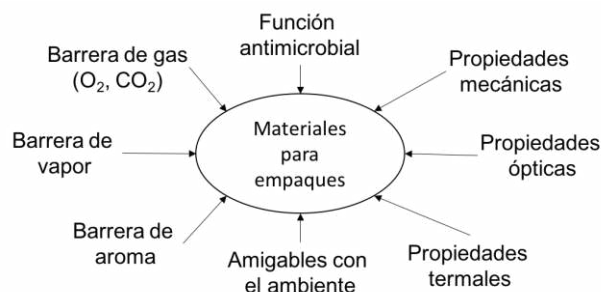 Función
antimicrobial
Barrera de gas
(O₂, CO₂)
Propiedades
mecánicas
Barrera de
vapor
Materiales
para
empaques
Propiedades
ópticas
Barrera de
aroma
Amigables con
el ambiente
Propiedades
termales